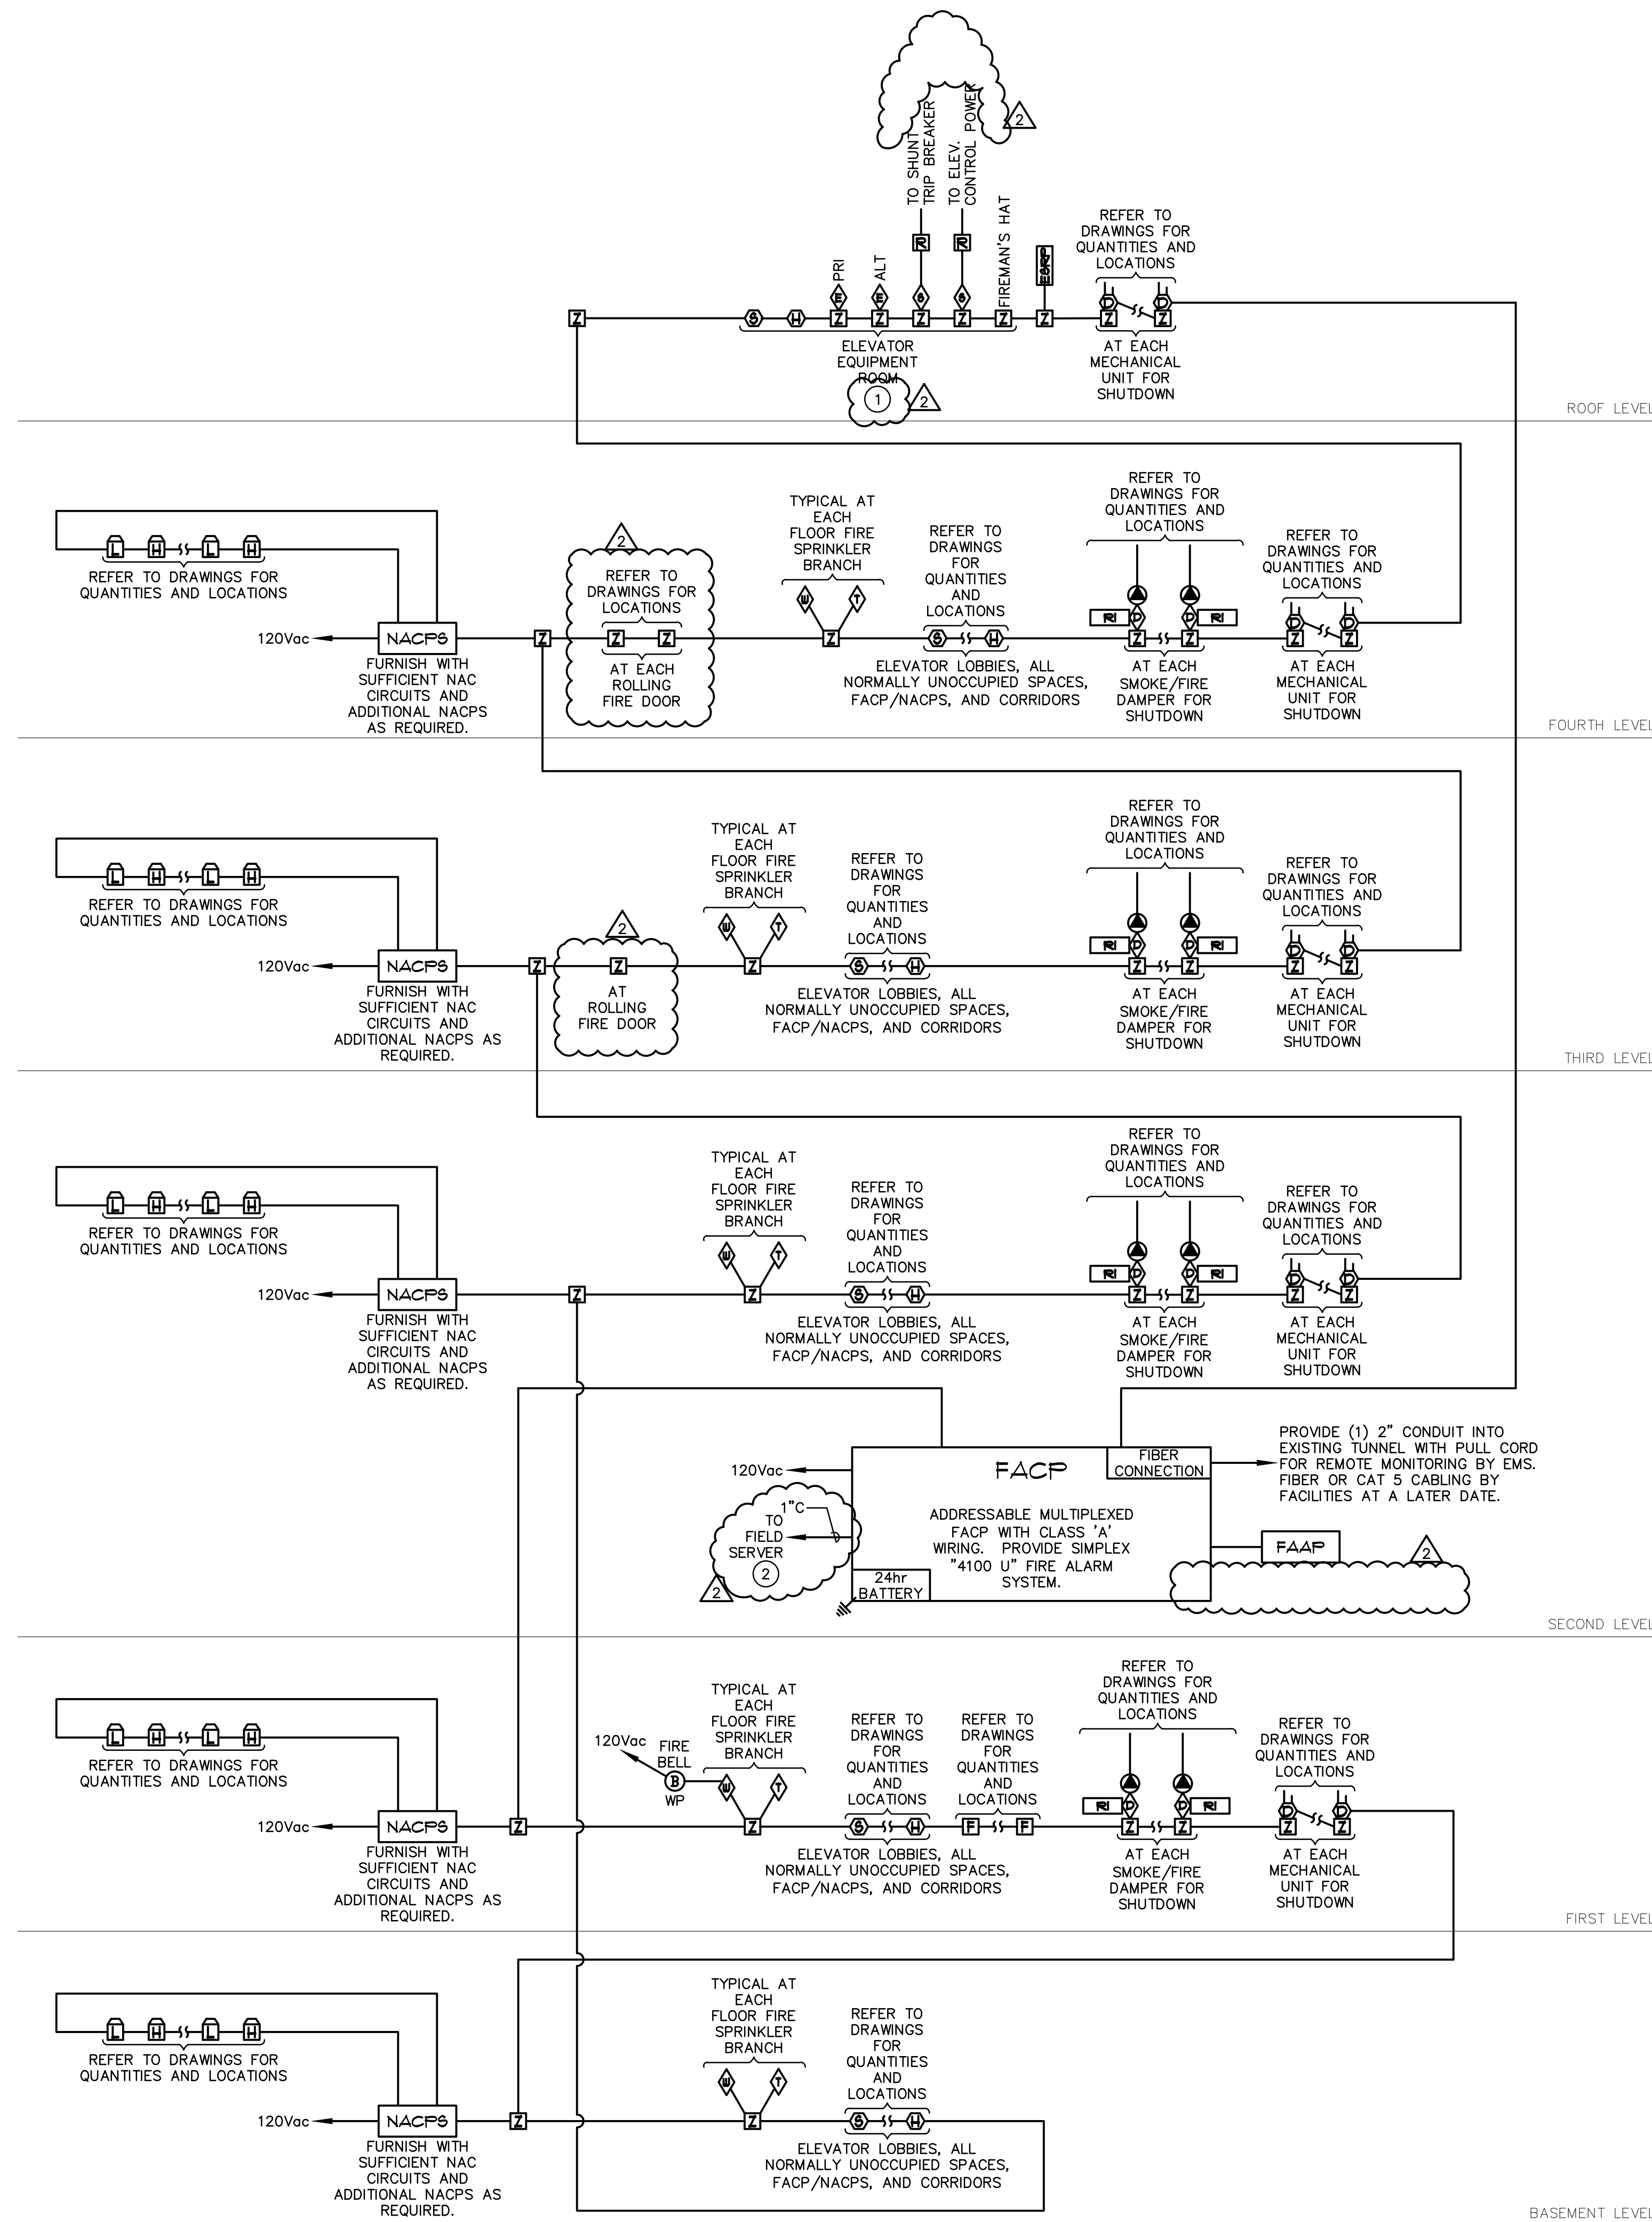 TO SHUNT
TRIP BREAKER
TO ELEV.
CONTROL POWER
2
FIREMAN'S HAT
REFER TO
DRAWINGS FOR
QUANTITIES AND
LOCATIONS
R
R
ESRP
PRI
ALT
E
E
S
S
D
D
Z
S
H
Z
Z
Z
Z
Z
Z
Z
Z
ELEVATOR
EQUIPMENT
ROOM
1
2
AT EACH
MECHANICAL
UNIT FOR
SHUTDOWN
ROOF LEVEL
L
H
L
H
REFER TO DRAWINGS FOR
QUANTITIES AND LOCATIONS
120Vac
NACPS
FURNISH WITH
SUFFICIENT NAC
CIRCUITS AND
ADDITIONAL NACPS
AS REQUIRED.
Z
2
REFER TO
DRAWINGS FOR
LOCATIONS
Z
Z
AT EACH
ROLLING
FIRE DOOR
TYPICAL AT
EACH
FLOOR FIRE
SPRINKLER
BRANCH
W
T
Z
REFER TO
DRAWINGS
FOR
QUANTITIES
AND
LOCATIONS
S
H
ELEVATOR LOBBIES, ALL
NORMALLY UNOCCUPIED SPACES,
FACP/NACPS, AND CORRIDORS
REFER TO
DRAWINGS FOR
QUANTITIES AND
LOCATIONS
RI
D
D
RI
Z
Z
AT EACH
SMOKE/FIRE
DAMPER FOR
SHUTDOWN
REFER TO
DRAWINGS FOR
QUANTITIES AND
LOCATIONS
D
D
Z
Z
AT EACH
MECHANICAL
UNIT FOR
SHUTDOWN
FOURTH LEVEL
L
H
L
H
REFER TO DRAWINGS FOR
QUANTITIES AND LOCATIONS
120Vac
NACPS
FURNISH WITH
SUFFICIENT NAC
CIRCUITS AND
ADDITIONAL NACPS AS
REQUIRED.
Z
2
Z
AT
ROLLING
FIRE DOOR
TYPICAL AT
EACH
FLOOR FIRE
SPRINKLER
BRANCH
W
T
Z
REFER TO
DRAWINGS
FOR
QUANTITIES
AND
LOCATIONS
S
H
ELEVATOR LOBBIES, ALL
NORMALLY UNOCCUPIED SPACES,
FACP/NACPS, AND CORRIDORS
REFER TO
DRAWINGS FOR
QUANTITIES AND
LOCATIONS
RI
D
D
RI
Z
Z
AT EACH
SMOKE/FIRE
DAMPER FOR
SHUTDOWN
REFER TO
DRAWINGS FOR
QUANTITIES AND
LOCATIONS
D
D
Z
Z
AT EACH
MECHANICAL
UNIT FOR
SHUTDOWN
THIRD LEVEL
L
H
L
H
REFER TO DRAWINGS FOR
QUANTITIES AND LOCATIONS
120Vac
NACPS
FURNISH WITH
SUFFICIENT NAC
CIRCUITS AND
ADDITIONAL NACPS
AS REQUIRED.
Z
TYPICAL AT
EACH
FLOOR FIRE
SPRINKLER
BRANCH
W
T
Z
REFER TO
DRAWINGS
FOR
QUANTITIES
AND
LOCATIONS
S
H
ELEVATOR LOBBIES, ALL
NORMALLY UNOCCUPIED SPACES,
FACP/NACPS, AND CORRIDORS
REFER TO
DRAWINGS FOR
QUANTITIES AND
LOCATIONS
RI
D
D
RI
Z
Z
AT EACH
SMOKE/FIRE
DAMPER FOR
SHUTDOWN
REFER TO
DRAWINGS FOR
QUANTITIES AND
LOCATIONS
D
D
Z
Z
AT EACH
MECHANICAL
UNIT FOR
SHUTDOWN
120Vac
1"C
TO
FIELD
SERVER
2
2
FACP
FIBER
CONNECTION
ADDRESSABLE MULTIPLEXED
FACP WITH CLASS 'A'
WIRING. PROVIDE SIMPLEX
"4100 U" FIRE ALARM
SYSTEM.
24hr
BATTERY
PROVIDE (1) 2" CONDUIT INTO
EXISTING TUNNEL WITH PULL CORD
FOR REMOTE MONITORING BY EMS.
FIBER OR CAT 5 CABLING BY
FACILITIES AT A LATER DATE.
FAAP
2
SECOND LEVEL
L
H
L
H
REFER TO DRAWINGS FOR
QUANTITIES AND LOCATIONS
120Vac
NACPS
FURNISH WITH
SUFFICIENT NAC
CIRCUITS AND
ADDITIONAL NACPS AS
REQUIRED.
Z
120Vac
FIRE
BELL
B
WP
TYPICAL AT
EACH
FLOOR FIRE
SPRINKLER
BRANCH
W
T
Z
REFER TO
DRAWINGS
FOR
QUANTITIES
AND
LOCATIONS
S
H
REFER TO
DRAWINGS
FOR
QUANTITIES
AND
LOCATIONS
F
F
ELEVATOR LOBBIES, ALL
NORMALLY UNOCCUPIED SPACES,
FACP/NACPS, AND CORRIDORS
REFER TO
DRAWINGS FOR
QUANTITIES AND
LOCATIONS
RI
D
D
RI
Z
Z
AT EACH
SMOKE/FIRE
DAMPER FOR
SHUTDOWN
REFER TO
DRAWINGS FOR
QUANTITIES AND
LOCATIONS
D
D
Z
Z
AT EACH
MECHANICAL
UNIT FOR
SHUTDOWN
FIRST LEVEL
L
H
L
H
REFER TO DRAWINGS FOR
QUANTITIES AND LOCATIONS
120Vac
NACPS
FURNISH WITH
SUFFICIENT NAC
CIRCUITS AND
ADDITIONAL NACPS AS
REQUIRED.
Z
TYPICAL AT
EACH
FLOOR FIRE
SPRINKLER
BRANCH
W
T
Z
REFER TO
DRAWINGS
FOR
QUANTITIES
AND
LOCATIONS
S
H
ELEVATOR LOBBIES, ALL
NORMALLY UNOCCUPIED SPACES,
FACP/NACPS, AND CORRIDORS
BASEMENT LEVEL